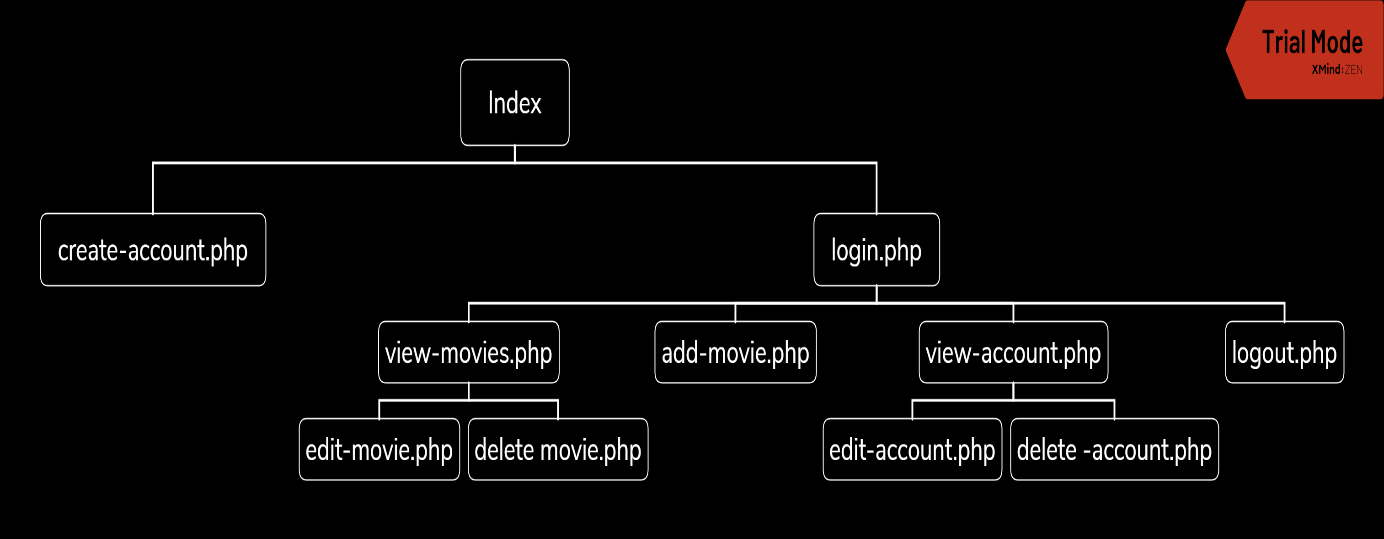 Trial Mode
XMind:ZEN
Index
create-account.php
login.php
view-movies.php
add-movie.php
view-account.php
logout.php
edit-movie.php
delete movie.php
edit-account.php
delete -account.php